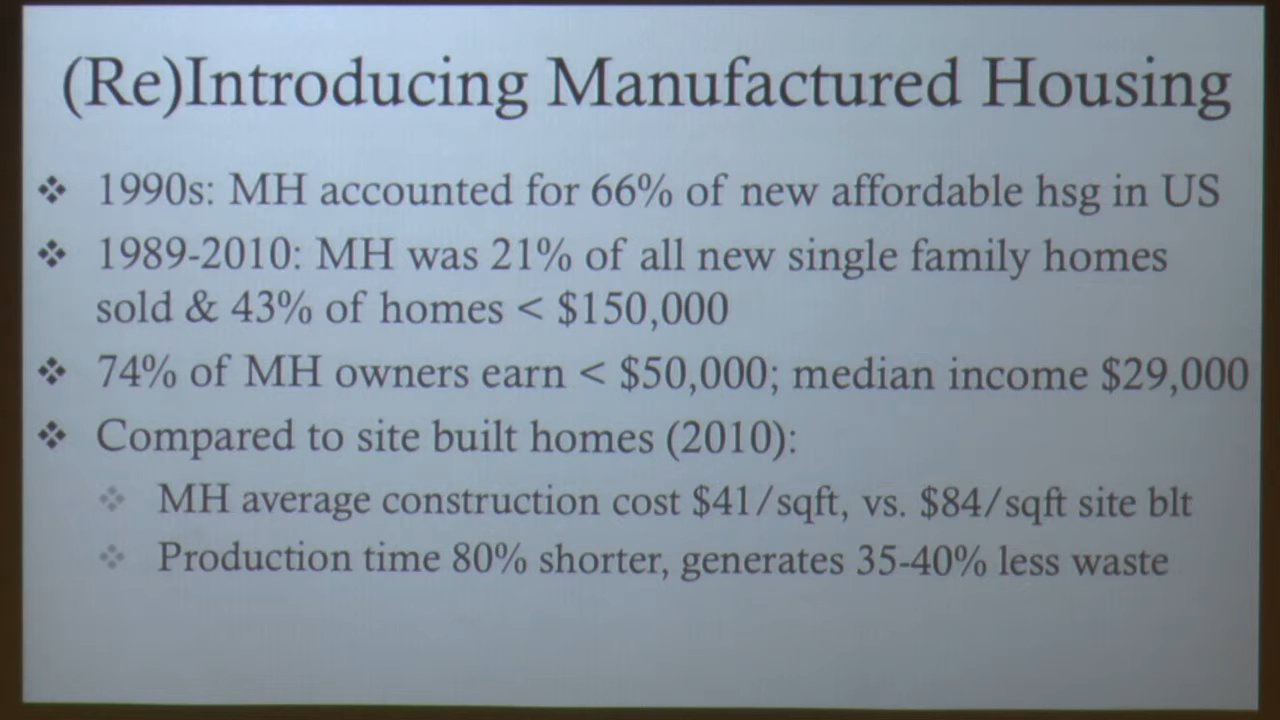 (Re)Introducing Manufactured Housing
1990s: MH accounted for 66% of new affordable hsg in US
1989-2010: MH was 21% of all new single family homes
sold & 43% of homes < $150,000
74% of MH owners earn < $50,000; median income $29,000
Compared to site built homes (2010):
MH average construction cost $41/sqft, vs. $84/sqft site blt
Production time 80% shorter, generates 35-40% less waste